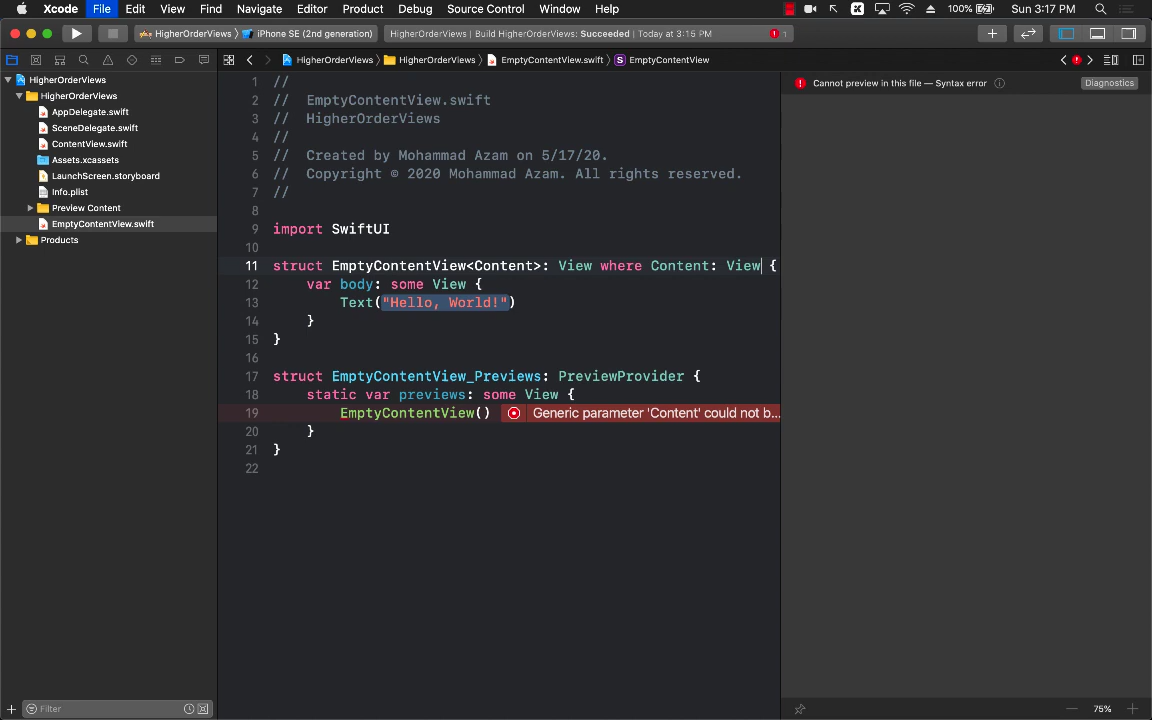 Xcode File Edit View Find Navigate Editor Product Debug Source Control Window Help 100% Sun 3:17 PM
HigherOrderViews 〉 iPhone SE (2nd generation) HigherOrderViews | Build HigherOrderViews: Succeeded | Today at 3:15 PM 1
HigherOrderViews 〉 HigherOrderViews 〉 EmptyContentView.swift 〉 S EmptyContentView
HigherOrderViews
HigherOrderViews
AppDelegate.swift
SceneDelegate.swift
ContentView.swift
Assets.xcassets
LaunchScreen.storyboard
Info.plist
Preview Content
EmptyContentView.swift
Products
Filter
1 //
2 // EmptyContentView.swift
3 // HigherOrderViews
4 //
5 // Created by Mohammad Azam on 5/17/20.
6 // Copyright © 2020 Mohammad Azam. All rights reserved.
7 //
8
9 import SwiftUI
10
11 struct EmptyContentView<Content>: View where Content: View {
12 var body: some View {
13 Text("Hello, World!")
14 }
15 }
16
17 struct EmptyContentView_Previews: PreviewProvider {
18 static var previews: some View {
19 EmptyContentView() Generic parameter 'Content' could not b...
20 }
21 }
22
Cannot preview in this file — Syntax error Diagnostics
75%